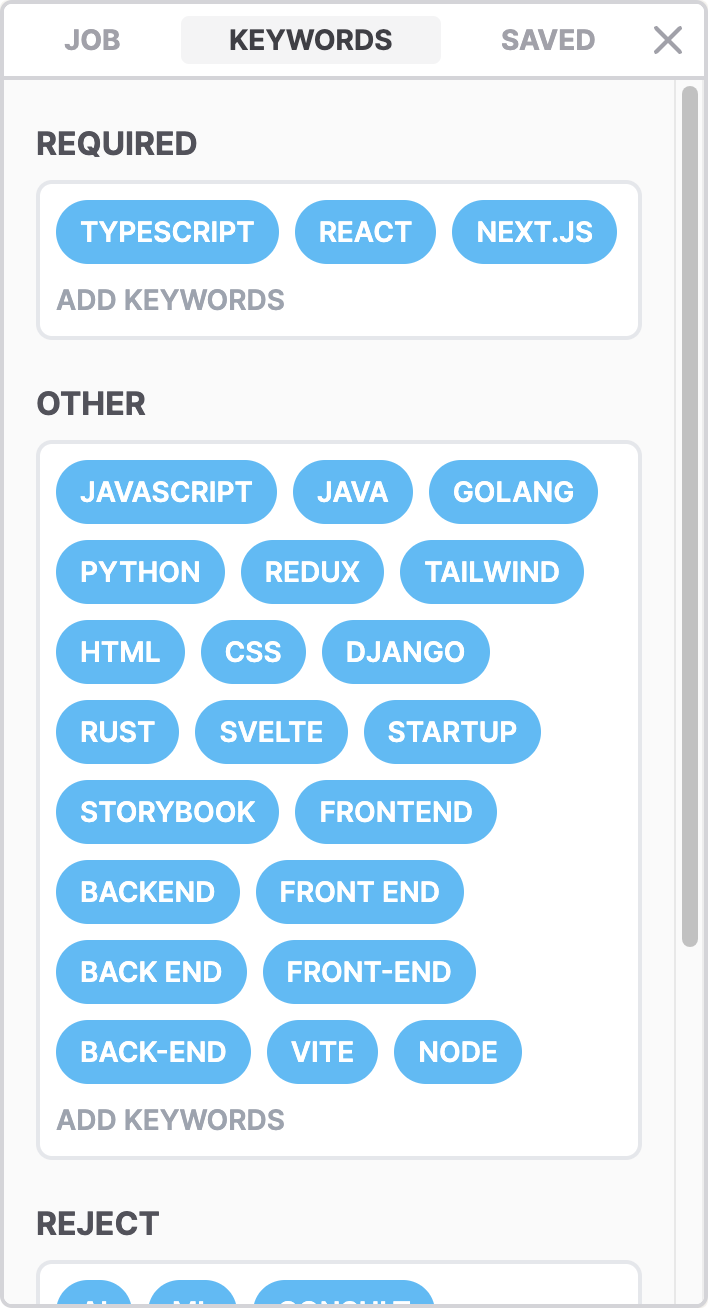 JOB KEYWORDS SAVED
REQUIRED
TYPESCRIPT REACT NEXT.JS
ADD KEYWORDS
OTHER
JAVASCRIPT JAVA GOLANG
PYTHON REDUX TAILWIND
HTML CSS DJANGO
RUST SVELTE STARTUP
STORYBOOK FRONTEND
BACKEND FRONT END
BACK END FRONT-END
BACK-END VITE NODE
ADD KEYWORDS
REJECT